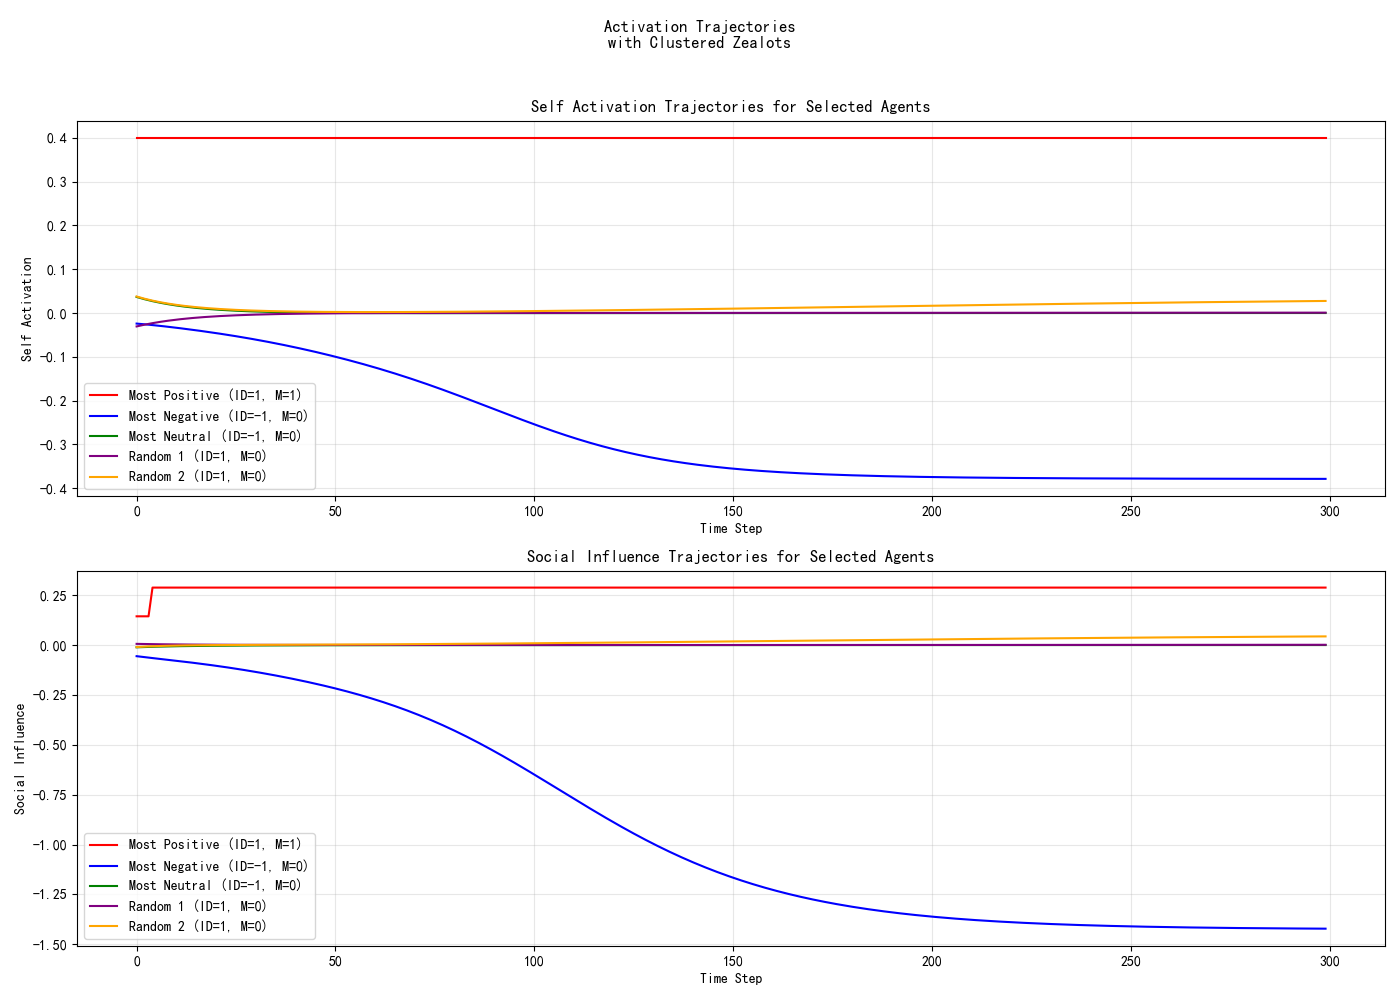 Activation Trajectories
with Clustered Zealots
Self Activation Trajectories for Selected Agents
Self Activation
0.4
0.3
0.2
0.1
0.0
−0.1
−0.2
−0.3
−0.4
Most Positive (ID=1, M=1)
Most Negative (ID=−1, M=0)
Most Neutral (ID=−1, M=0)
Random 1 (ID=1, M=0)
Random 2 (ID=1, M=0)
0 50 100 150 200 250 300
Time Step
Social Influence Trajectories for Selected Agents
Social Influence
0.25
0.00
−0.25
−0.50
−0.75
−1.00
−1.25
−1.50
Most Positive (ID=1, M=1)
Most Negative (ID=−1, M=0)
Most Neutral (ID=−1, M=0)
Random 1 (ID=1, M=0)
Random 2 (ID=1, M=0)
0 50 100 150 200 250 300
Time Step